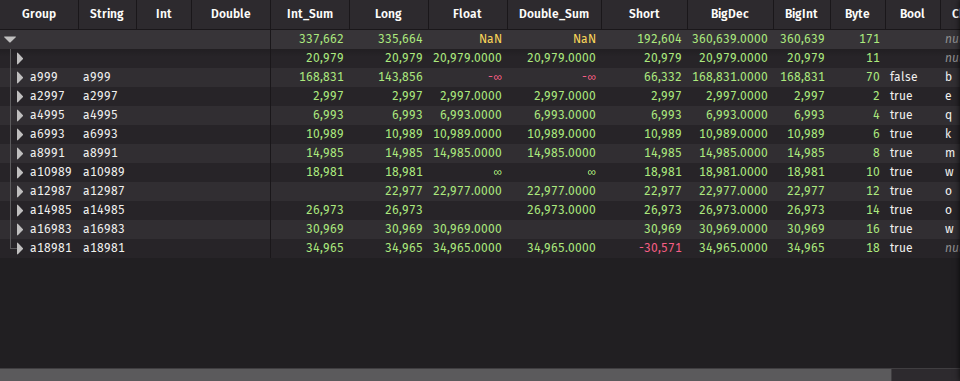 Group String Int Double Int_Sum Long Float Double_Sum Short BigDec BigInt Byte Bool
337,662 335,664 NaN NaN 192,604 360,639.0000 360,639 171
20,979 20,979 20,979.0000 20,979.0000 20,979 20,979.0000 20,979 11
a999 a999 168,831 143,856 -∞ -∞ 66,332 168,831.0000 168,831 70 false b
a2997 a2997 2,997 2,997 2,997.0000 2,997.0000 2,997 2,997.0000 2,997 2 true e
a4995 a4995 6,993 6,993 6,993.0000 6,993.0000 6,993 6,993.0000 6,993 4 true q
a6993 a6993 10,989 10,989 10,989.0000 10,989.0000 10,989 10,989.0000 10,989 6 true k
a8991 a8991 14,985 14,985 14,985.0000 14,985.0000 14,985 14,985.0000 14,985 8 true m
a10989 a10989 18,981 18,981 ∞ ∞ 18,981 18,981.0000 18,981 10 true w
a12987 a12987 22,977 22,977.0000 22,977.0000 22,977 22,977.0000 22,977 12 true o
a14985 a14985 26,973 26,973 26,973.0000 26,973 26,973.0000 26,973 14 true o
a16983 a16983 30,969 30,969 30,969.0000 30,969 30,969.0000 30,969 16 true w
a18981 a18981 34,965 34,965 34,965.0000 34,965.0000 -30,571 34,965.0000 34,965 18 true